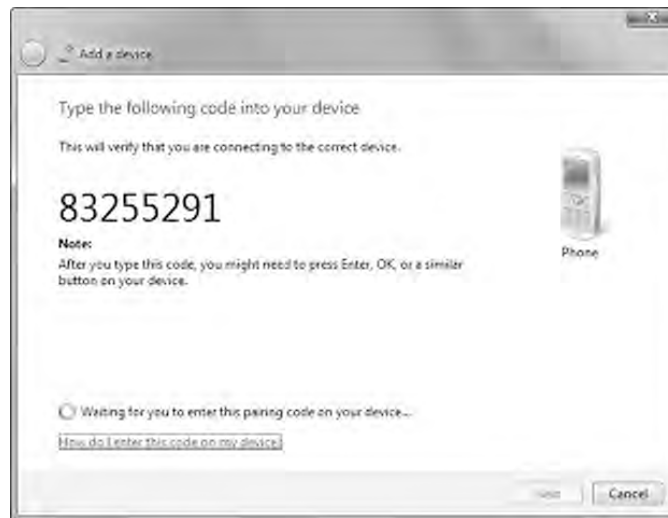 Add a device
Type the following code into your device
This will verify that you are connecting to the correct device.
83255291
Note:
After you type this code, you might need to press Enter, OK, or a similar
button on your device.
Phone
Waiting for you to enter this pairing code on your device...
How do I enter this code on my device?
Next
Cancel